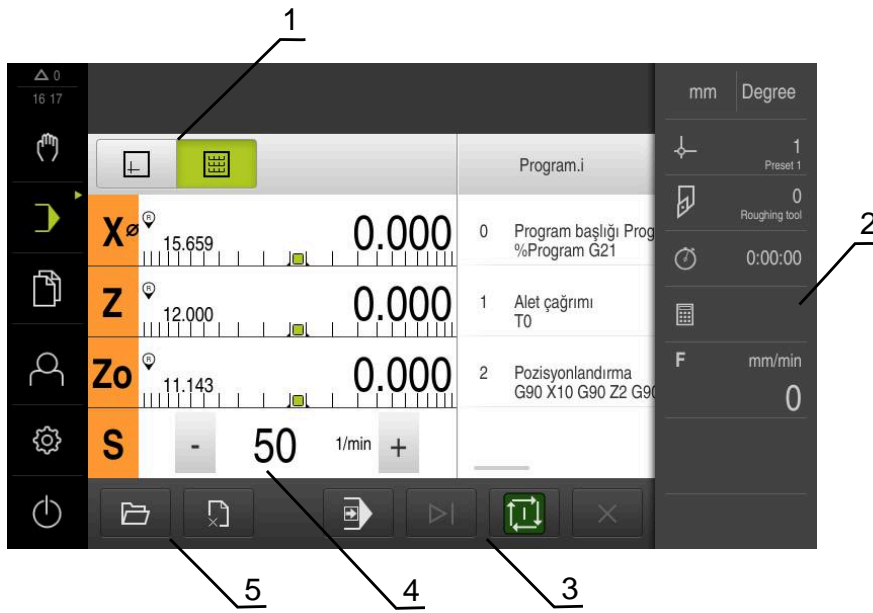 1
0
16 17
mm Degree
1
Preset 1
Program.i
0
Roughing tool
2
X⌀ R 15.659 0.000
0 Program başlığı Prog
%Program G21
0:00:00
Z R 12.000 0.000
1 Alet çağrımı
T0
F mm/min
0
Zo R 11.143 0.000
2 Pozisyonlandırma
G90 X10 G90 Z2 G90
S - 50 1/min +
5
4
3